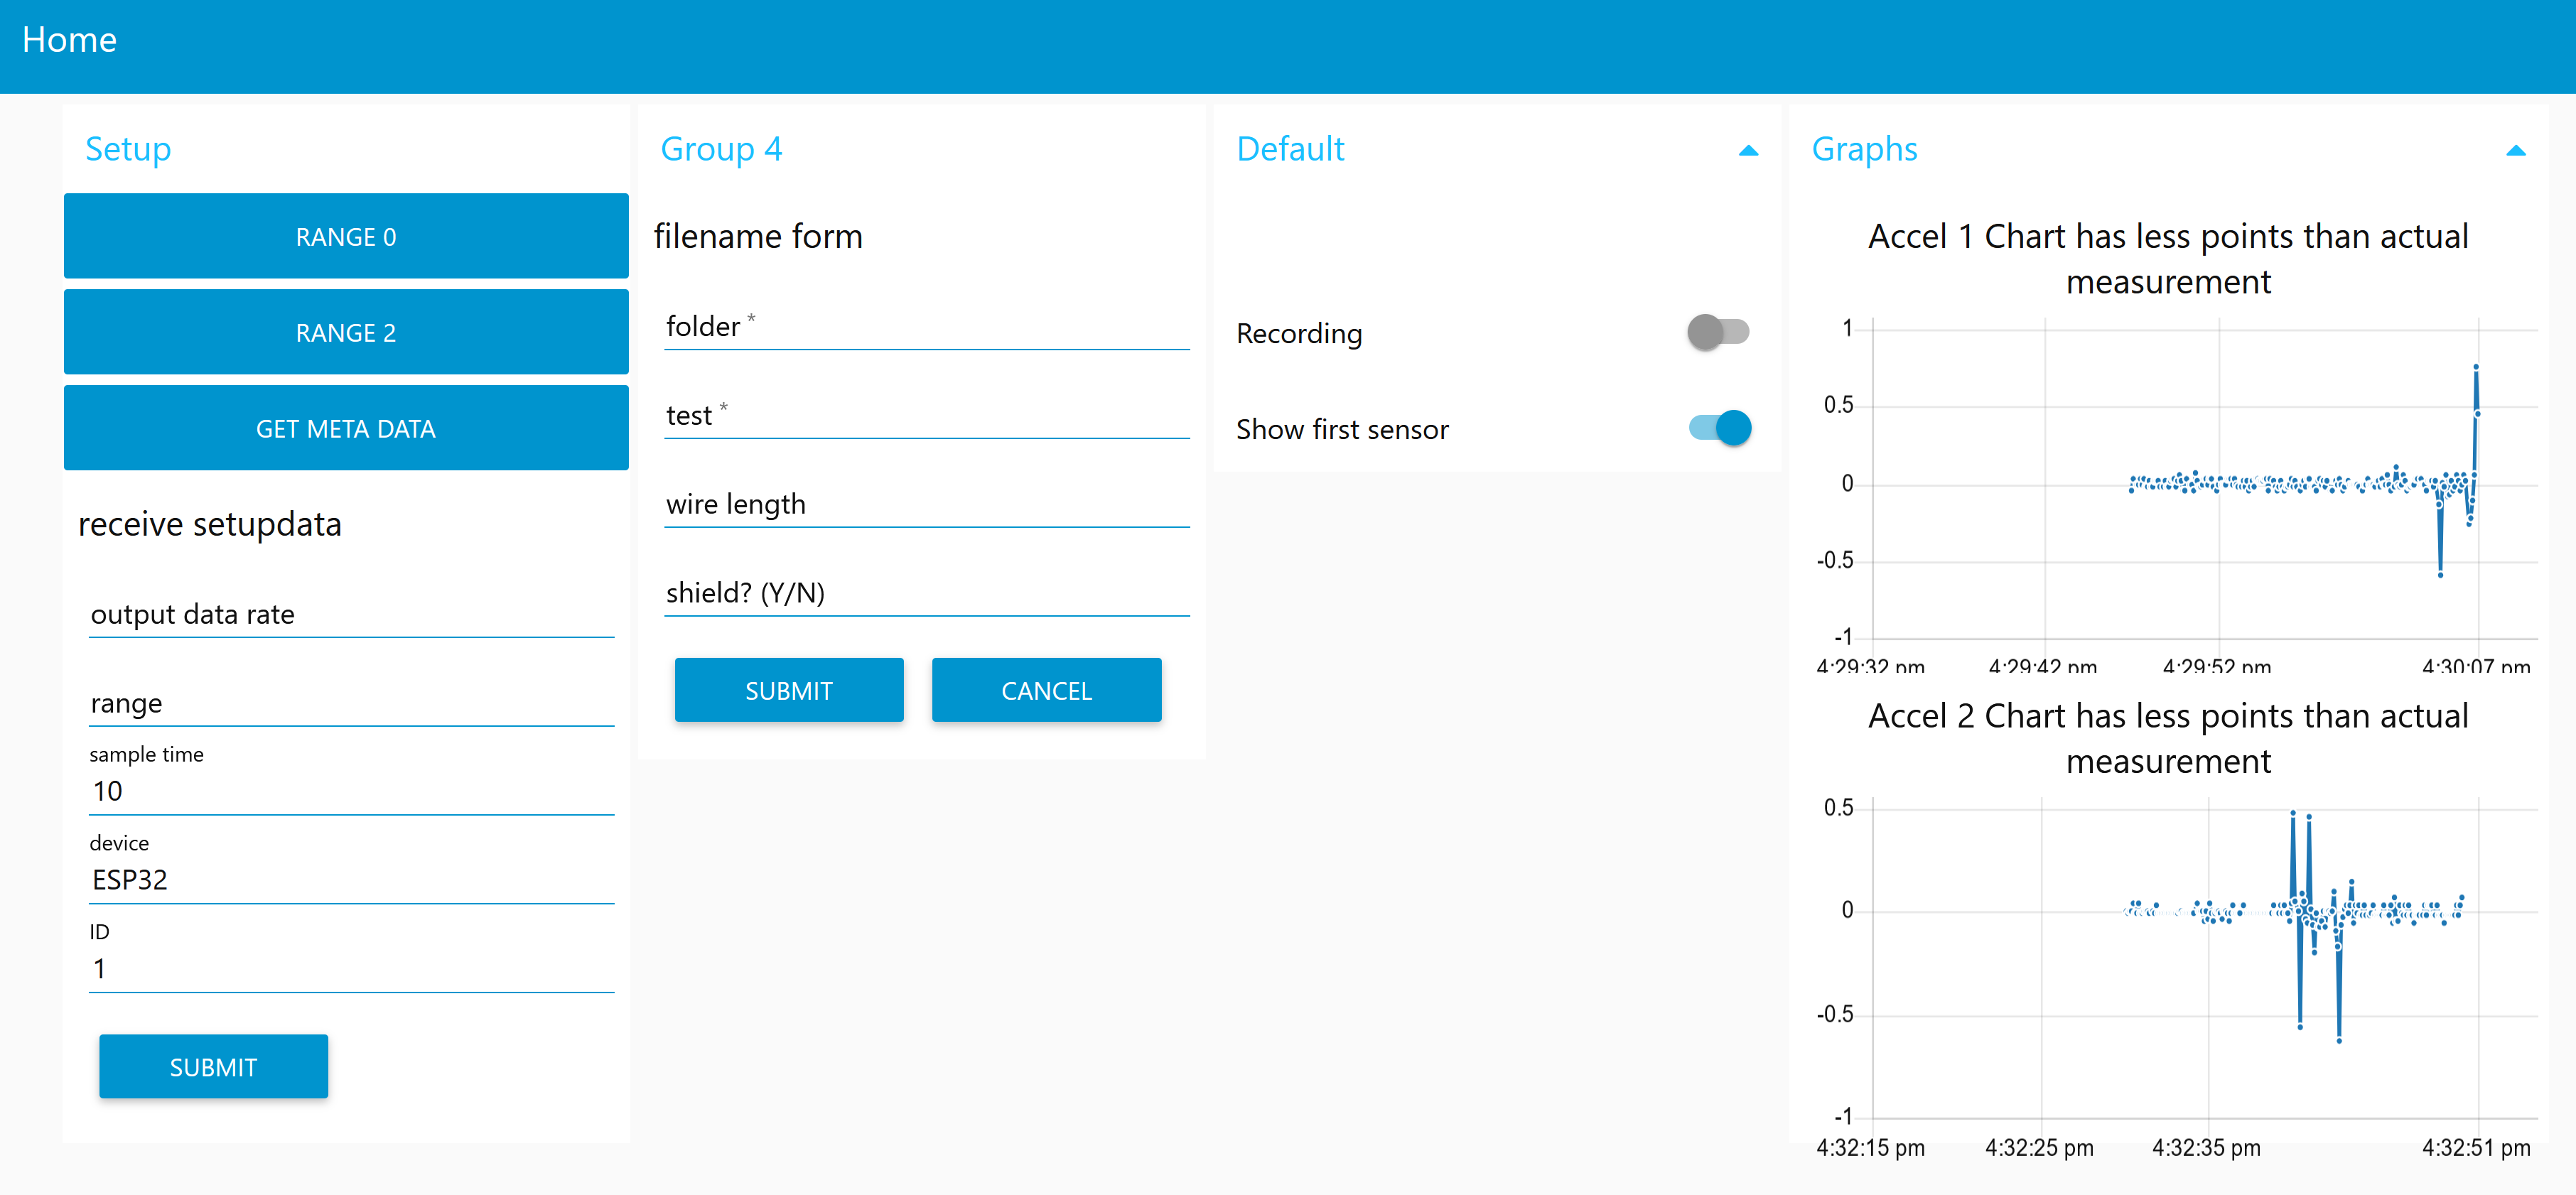 Home
Setup
RANGE 0
RANGE 2
GET META DATA
receive setupdata
output data rate
range
sample time
10
device
ESP32
ID
1
SUBMIT
Group 4
filename form
folder *
test *
wire length
shield? (Y/N)
SUBMIT CANCEL
Default
Recording
Show first sensor
Graphs
Accel 1 Chart has less points than actual
measurement
1
0.5
0
-0.5
-1
4:29:32 pm 4:29:42 pm 4:29:52 pm 4:30:07 pm
Accel 2 Chart has less points than actual
measurement
0.5
0
-0.5
-1
4:32:15 pm 4:32:25 pm 4:32:35 pm 4:32:51 pm